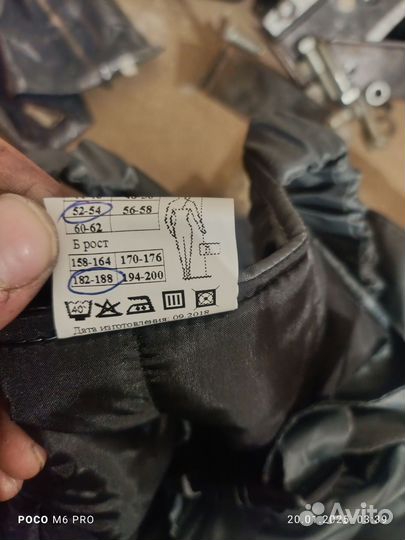 52-54 56-58
60-62
Б рост
158-164 170-176
182-188 194-200
40°
Дата изготовления: 09.2018
POCO M6 PRO
20.01.2025 03:39
Avito